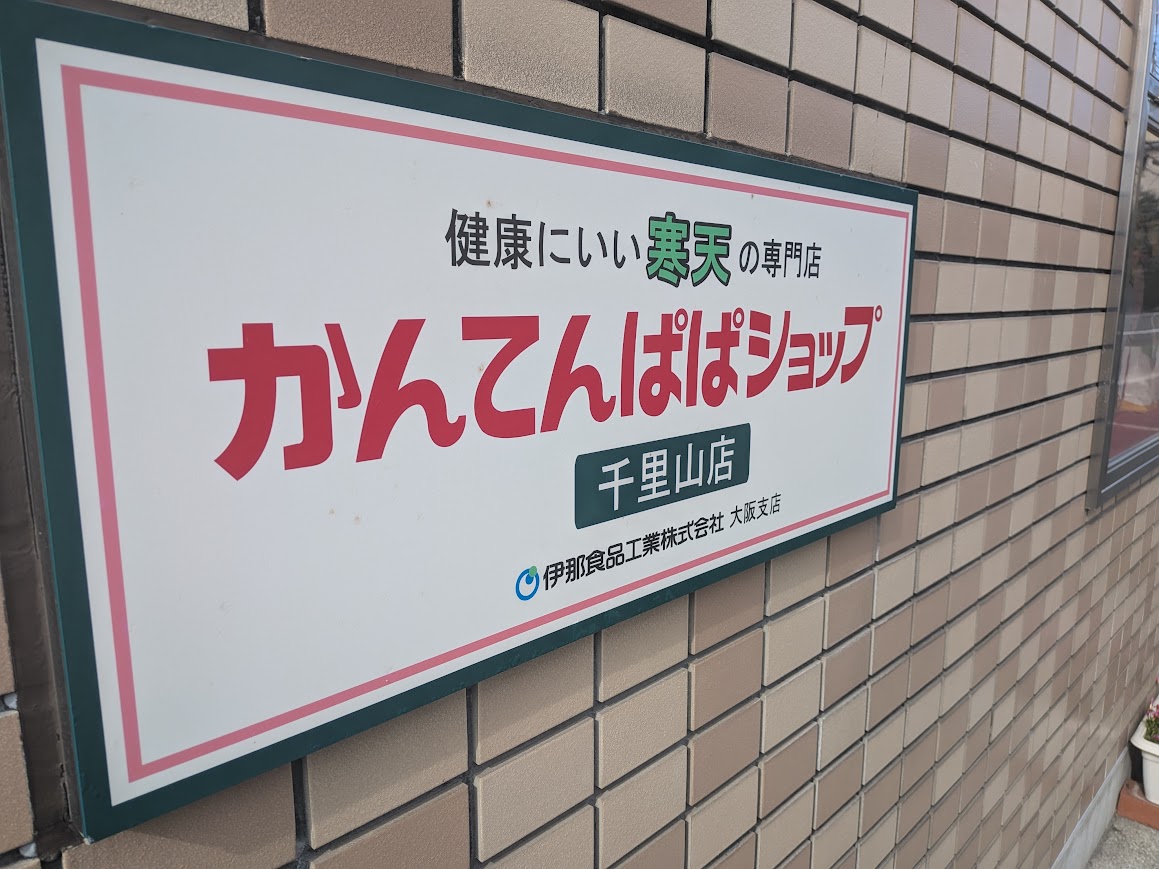 健康にいい寒天の専門店
かんてんぱぱショップ
千里山店
伊那食品工業株式会社 大阪支店